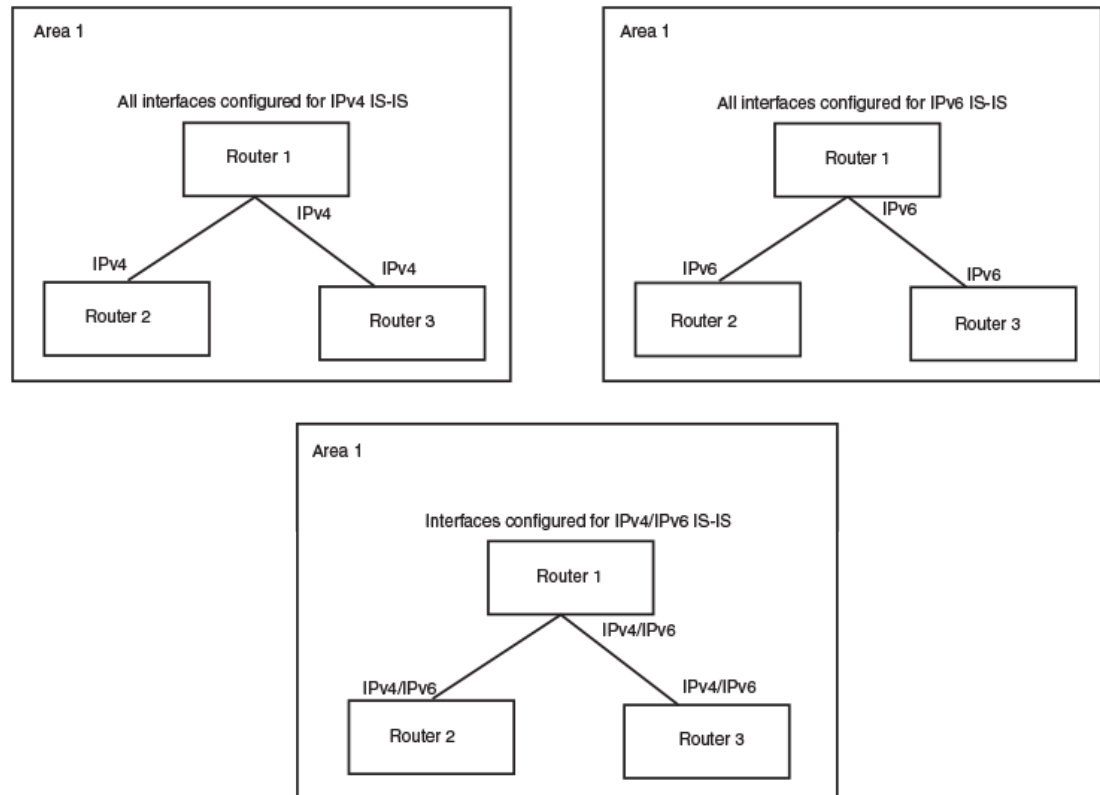 Area 1
All interfaces configured for IPv4 IS-IS
Router 1
IPv4
IPv4
IPv4
Router 2
Router 3
Area 1
All interfaces configured for IPv6 IS-IS
Router 1
IPv6
IPv6
IPv6
Router 2
Router 3
Area 1
Interfaces configured for IPv4/IPv6 IS-IS
Router 1
IPv4/IPv6
IPv4/IPv6
IPv4/IPv6
Router 2
Router 3